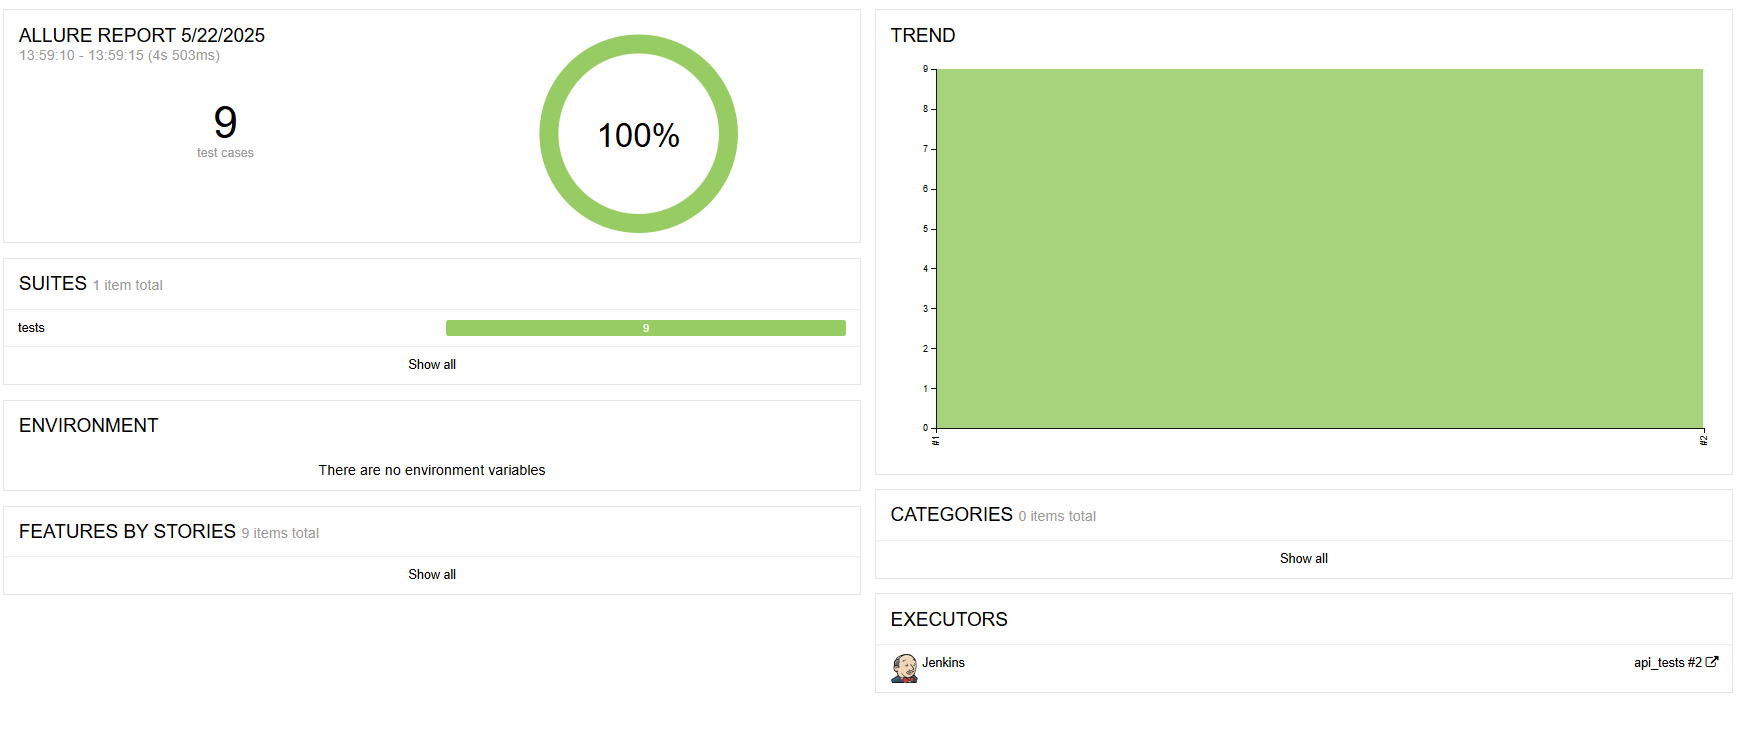 ALLURE REPORT 5/22/2025
13:59:10 - 13:59:15 (4s 503ms)
9
test cases
100%
SUITES 1 item total
tests 9
Show all
ENVIRONMENT
There are no environment variables
FEATURES BY STORIES 9 items total
Show all
TREND
9
8
7
6
5
4
3
2
1
0
#1 #2
CATEGORIES 0 items total
Show all
EXECUTORS
Jenkins api_tests #2